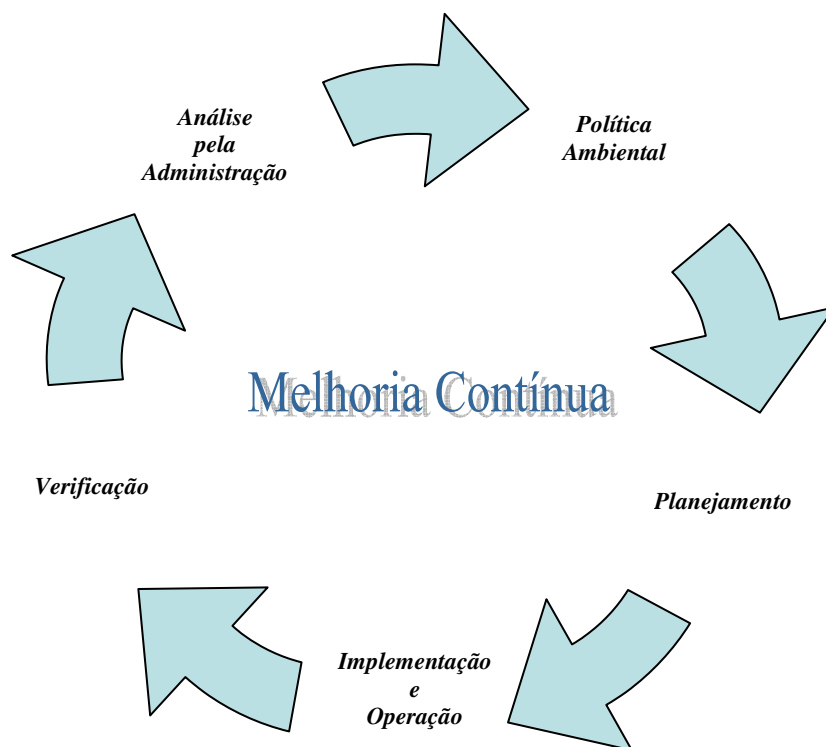 Análise
pela
Administração
Política
Ambiental
Melhoria Contínua
Verificação
Planejamento
Implementação
e
Operação